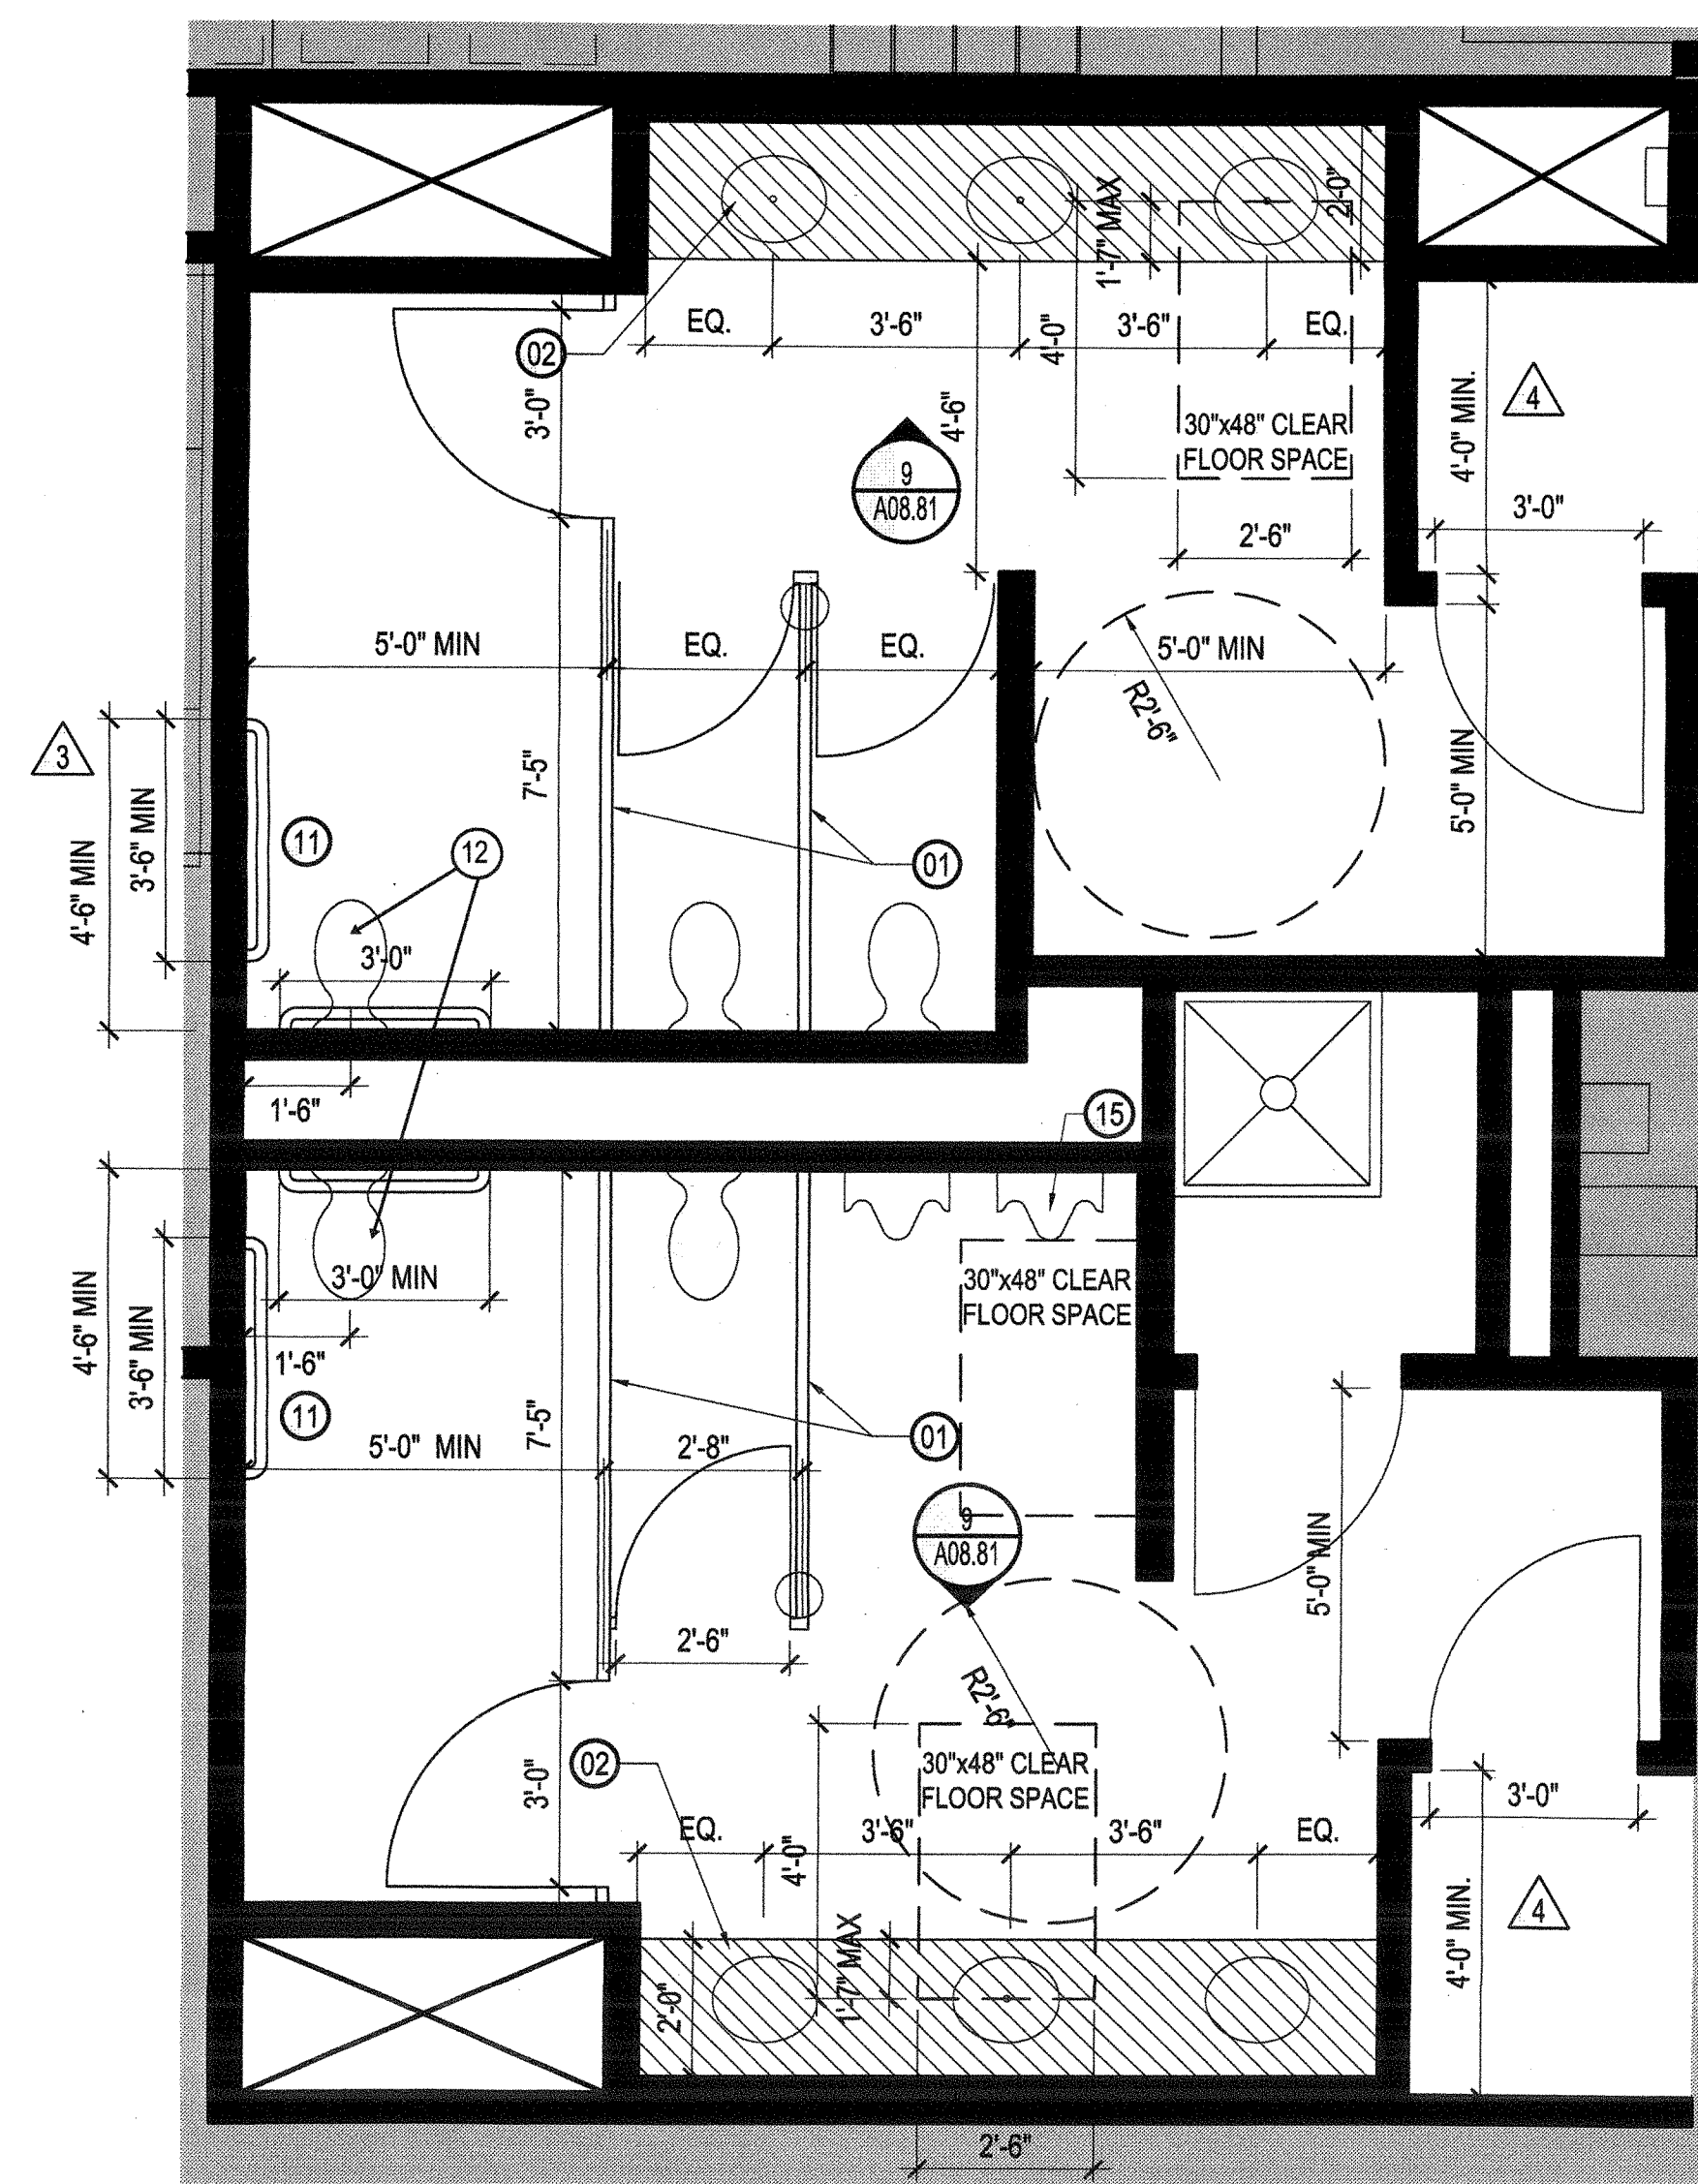 2'-0"
1'-7" MAX
EQ.
3'-6"
3'-6"
EQ.
02
4'-0"
3'-0"
4'-6"
30"x48" CLEAR
FLOOR SPACE
4'-0" MIN.
4
9
A08.81
3'-0"
2'-6"
5'-0" MIN
EQ.
EQ.
5'-0" MIN
R2'-6"
3
7'-5"
5'-0" MIN
4'-6" MIN
3'-6" MIN
11
12
01
3'-0"
1'-6"
15
3'-0" MIN
30"x48" CLEAR
FLOOR SPACE
4'-6" MIN
3'-6" MIN
1'-6"
11
7'-5"
5'-0" MIN
2'-8"
01
9
A08.81
5'-0" MIN
2'-6"
R2'-6"
02
3'-0"
30"x48" CLEAR
FLOOR SPACE
3'-0"
EQ.
3'-6"
3'-6"
EQ.
4'-0"
4
4'-0" MIN.
1'-7" MAX
2'-0"
2'-6"